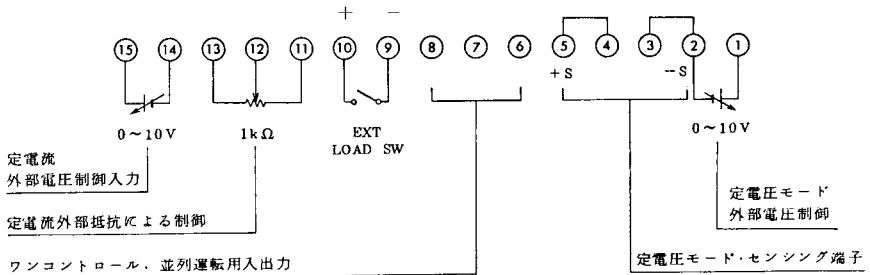 ＋ －
15 14 13 12 11 10 9 8 7 6 5 4 3 2 1
＋S －S
0～10V 1kΩ EXT 0～10V
LOAD SW
定電流
外部電圧制御入力
定電圧モード
外部電圧制御
定電流外部抵抗による制御
ワンコントロール．並列運転用入出力
定電圧モード・センシング端子